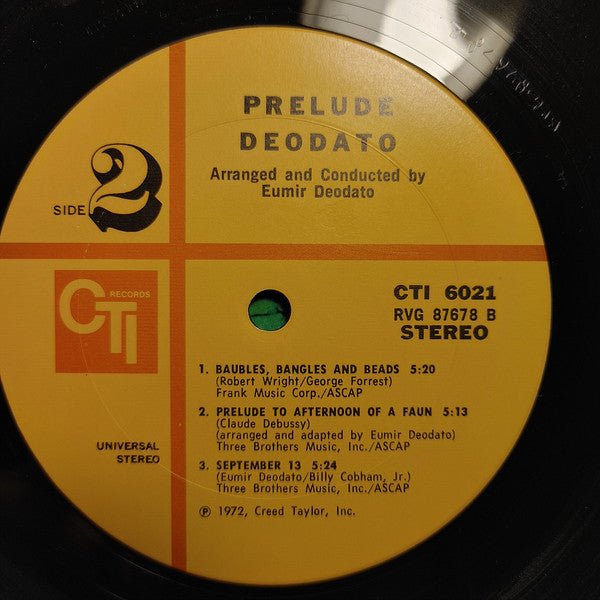 PRELUDE
DEODATO
Arranged and Conducted by
Eumir Deodato
SIDE 2
CTI RECORDS
CTI 6021
RVG 87678 B
STEREO
1. BAUBLES, BANGLES AND BEADS 5:20
(Robert Wright/George Forrest)
Frank Music Corp./ASCAP
2. PRELUDE TO AFTERNOON OF A FAUN 5:13
(Claude Debussy)
(arranged and adapted by Eumir Deodato)
Three Brothers Music, Inc./ASCAP
3. SEPTEMBER 13 5:24
(Eumir Deodato/Billy Cobham, Jr.)
Three Brothers Music, Inc./ASCAP
℗ 1972, Creed Taylor, Inc.
UNIVERSAL
STEREO